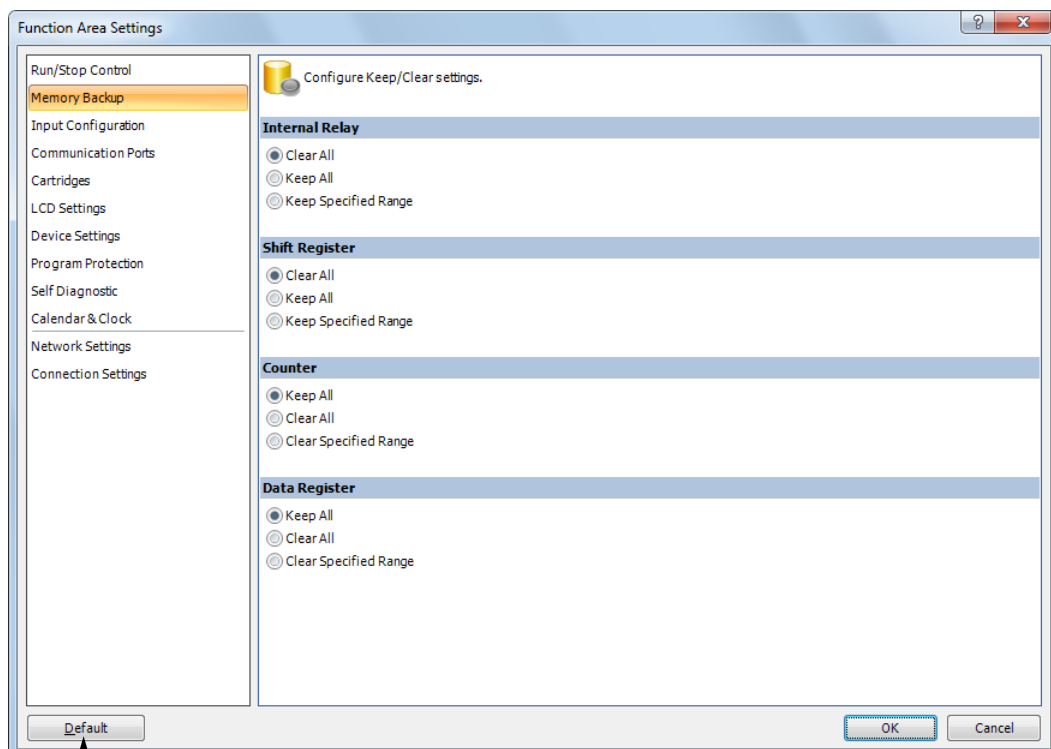 Function Area Settings
?
X
Run/Stop Control
Memory Backup
Input Configuration
Communication Ports
Cartridges
LCD Settings
Device Settings
Program Protection
Self Diagnostic
Calendar & Clock
Network Settings
Connection Settings
Configure Keep/Clear settings.
Internal Relay
Clear All
Keep All
Keep Specified Range
Shift Register
Clear All
Keep All
Keep Specified Range
Counter
Keep All
Clear All
Clear Specified Range
Data Register
Keep All
Clear All
Clear Specified Range
Default
OK
Cancel